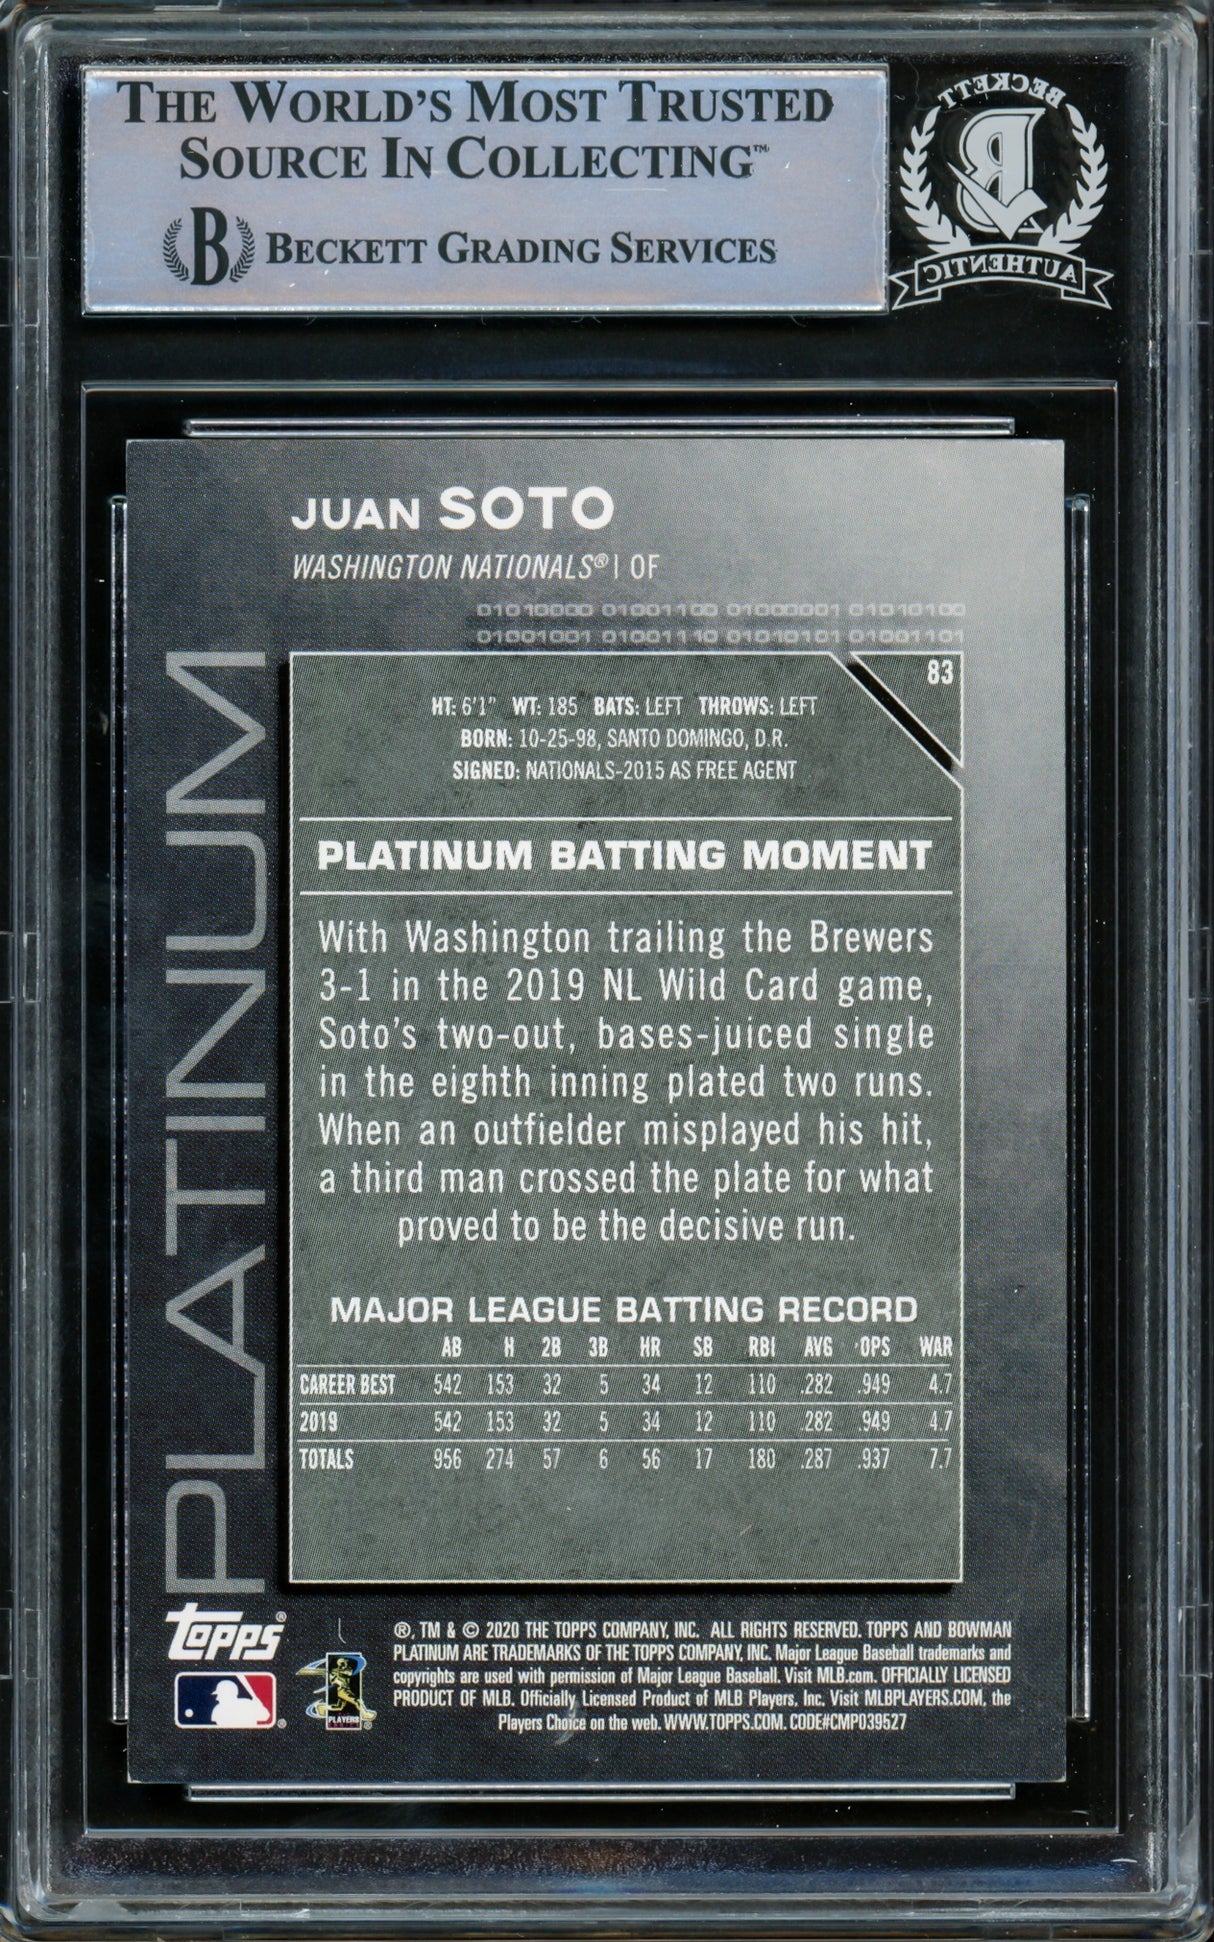 THE WORLD'S MOST TRUSTED
SOURCE IN COLLECTING™
B BECKETT GRADING SERVICES
BECKETT
B
AUTHENTIC
JUAN SOTO
WASHINGTON NATIONALS® | OF
01010000 01001100 01000001 01010100
01001001 01001110 01010101 01001101
PLATINUM
83
HT: 6'1" WT: 185 BATS: LEFT THROWS: LEFT
BORN: 10-25-98, SANTO DOMINGO, D.R.
SIGNED: NATIONALS-2015 AS FREE AGENT
PLATINUM BATTING MOMENT
With Washington trailing the Brewers
3-1 in the 2019 NL Wild Card game,
Soto's two-out, bases-juiced single
in the eighth inning plated two runs.
When an outfielder misplayed his hit,
a third man crossed the plate for what
proved to be the decisive run.
MAJOR LEAGUE BATTING RECORD
AB H 2B 3B HR SB RBI AVG OPS WAR
CAREER BEST 542 153 32 5 34 12 110 .282 .949 4.7
2019 542 153 32 5 34 12 110 .282 .949 4.7
TOTALS 956 274 57 6 56 17 180 .287 .937 7.7
topps®
PLAYERS
®, TM & © 2020 THE TOPPS COMPANY, INC. ALL RIGHTS RESERVED. TOPPS AND BOWMAN
PLATINUM ARE TRADEMARKS OF THE TOPPS COMPANY, INC. Major League Baseball trademarks and
copyrights are used with permission of Major League Baseball. Visit MLB.com. OFFICIALLY LICENSED
PRODUCT OF MLB. Officially Licensed Product of MLB Players, Inc. Visit MLBPLAYERS.COM, the
Players Choice on the web. WWW.TOPPS.COM. CODE#CMP039527